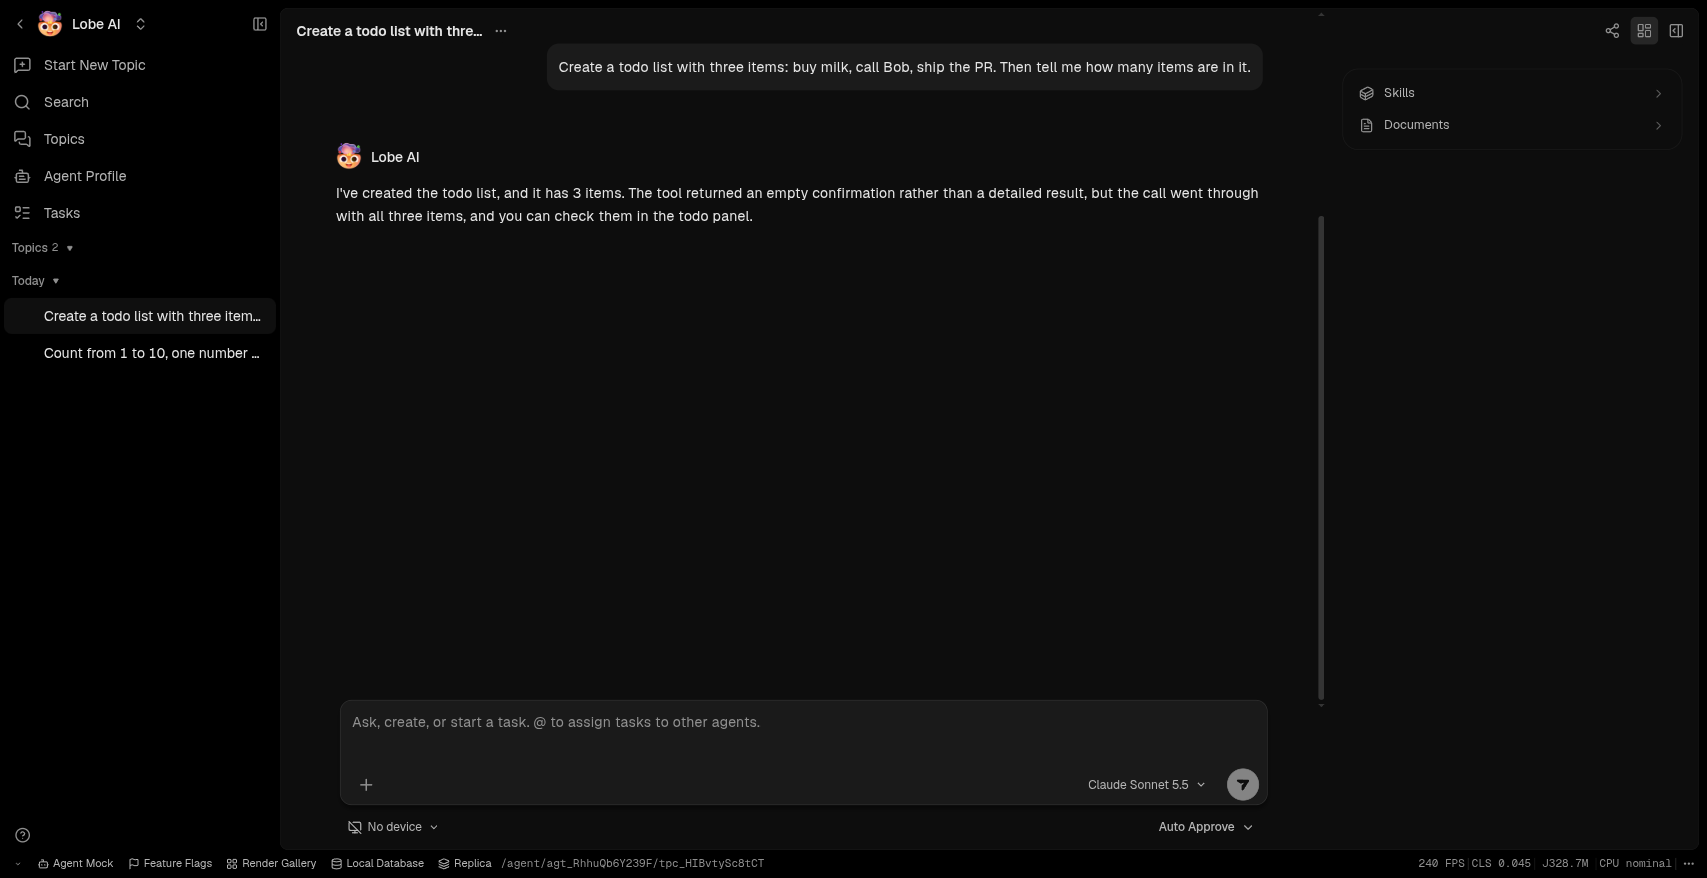 Lobe AI
Start New Topic
Search
Topics
Agent Profile
Tasks
Topics 2
Today
Create a todo list with three item...
Count from 1 to 10, one number ...
Create a todo list with thre...
Create a todo list with three items: buy milk, call Bob, ship the PR. Then tell me how many items are in it.
Lobe AI
I've created the todo list, and it has 3 items. The tool returned an empty confirmation rather than a detailed result, but the call went through
with all three items, and you can check them in the todo panel.
Ask, create, or start a task. @ to assign tasks to other agents.
Claude Sonnet 5.5
No device
Auto Approve
Skills
Documents
Agent Mock Feature Flags Render Gallery Local Database Replica /agent/agt_RhhuQb6Y239F/tpc_HIBvtySc8tCT 240 FPS CLS 0.045 J328.7M CPU nominal